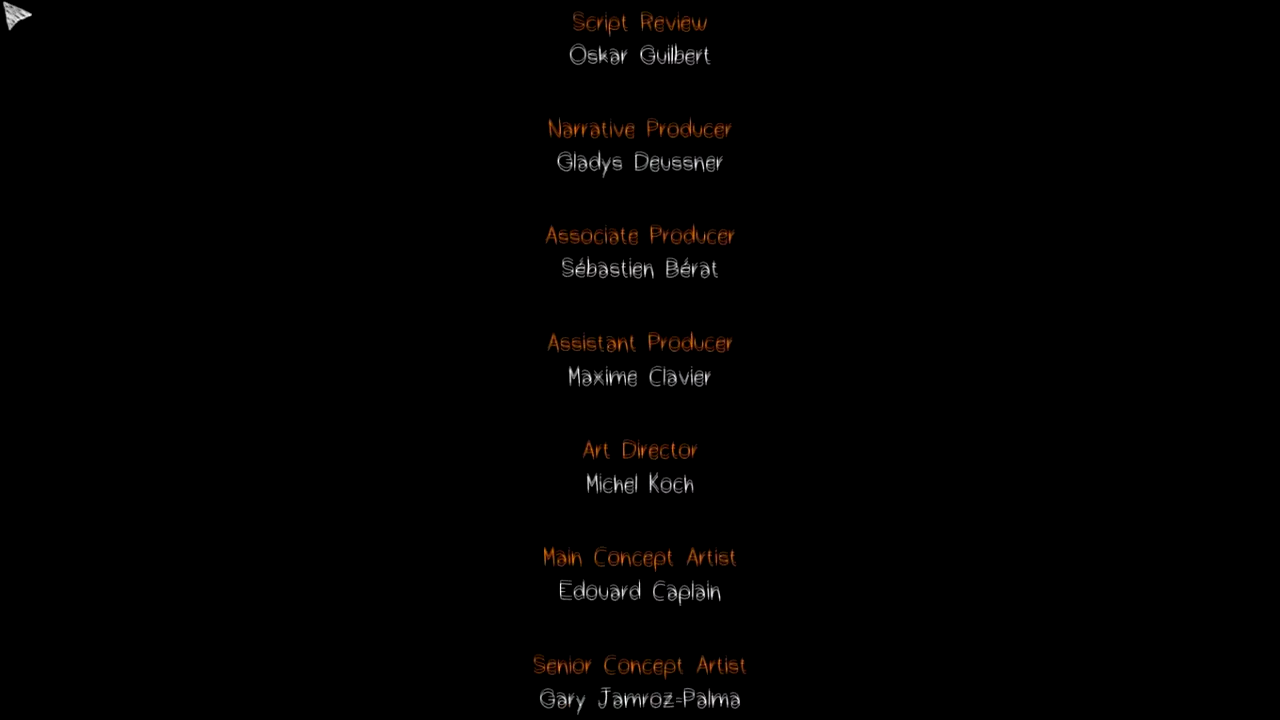 Script Review
Oskar Guilbert
Narrative Producer
Gladys Deussner
Associate Producer
Sébastien Bérat
Assistant Producer
Maxime Clavier
Art Director
Michel Koch
Main Concept Artist
Edouard Caplain
Senior Concept Artist
Gary Jamroz-Palma